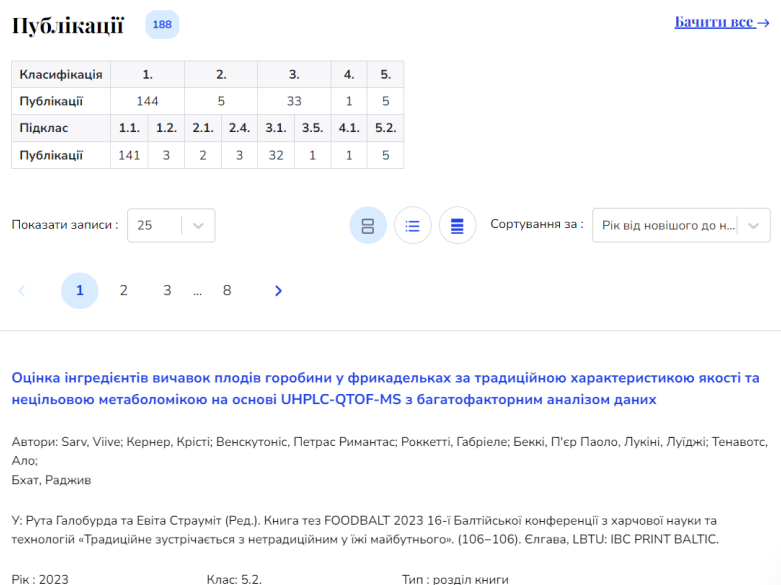 Публікації 188 Бачити все →
Класифікація 1. 2. 3. 4. 5.
Публікації 144 5 33 1 5
Підклас 1.1. 1.2. 2.1. 2.4. 3.1. 3.5. 4.1. 5.2.
Публікації 141 3 2 3 32 1 1 5
Показати записи : 25 Сортування за : Рік від новішого до н...
1 2 3 ... 8
Оцінка інгредієнтів вичавок плодів горобини у фрикадельках за традиційною характеристикою якості та
нецільовою метаболомікою на основі UHPLC-QTOF-MS з багатофакторним аналізом даних
Автори: Sarv, Viive; Кернер, Крісті; Венскутоніс, Петрас Римантас; Роккетті, Габріеле; Беккі, П'єр Паоло, Лукіні, Луїджі; Тенавотс,
Ало;
Бхат, Раджив
У: Рута Галобурда та Евіта Страуміт (Ред.). Книга тез FOODBALT 2023 16-ї Балтійської конференції з харчової науки та
технологій «Традиційне зустрічається з нетрадиційним у їжі майбутнього». (106−106). Єлгава, LBTU: IBC PRINT BALTIC.
Рік : 2023 Клас: 5.2. Тип : розділ книги